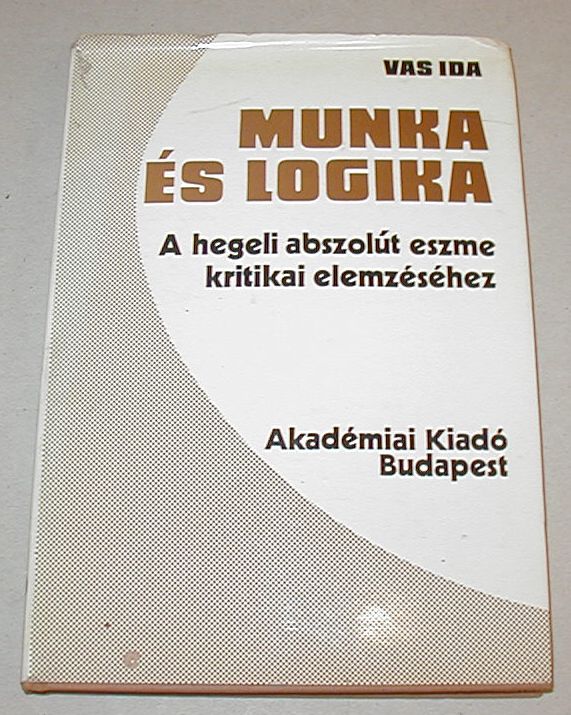 VAS IDA
MUNKA
ÉS LOGIKA
A hegeli abszolút eszme
kritikai elemzéséhez
Akadémiai Kiadó
Budapest